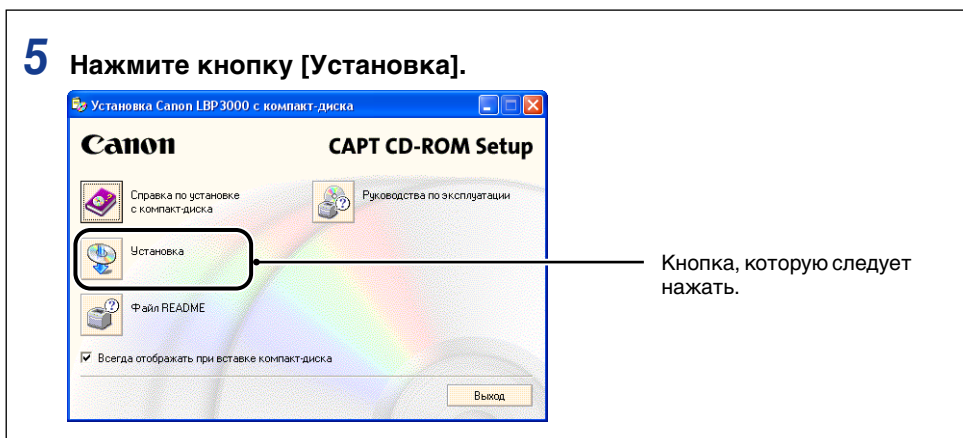 5 Нажмите кнопку [Установка].
Установка Canon LBP3000 с компакт-диска
Canon
CAPT CD-ROM Setup
Справка по установке
с компакт-диска
Руководства по эксплуатации
Установка
Кнопка, которую следует
нажать.
Файл README
Всегда отображать при вставке компакт-диска
Выход